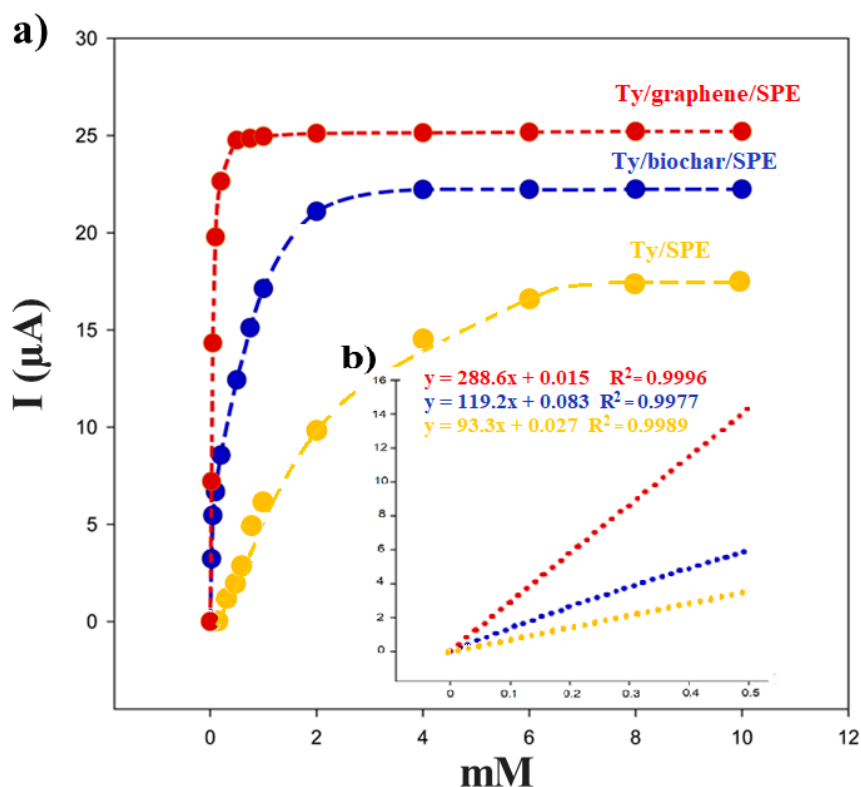 a)
30
25
20
15
10
5
0
I (μA)
Ty/graphene/SPE
Ty/biochar/SPE
Ty/SPE
b)
y = 288.6x + 0.015 R² = 0.9996
y = 119.2x + 0.083 R² = 0.9977
y = 93.3x + 0.027 R² = 0.9989
16
14
12
10
8
6
4
2
0
0 0.1 0.2 0.3 0.4 0.5
0 2 4 6 8 10 12
mM